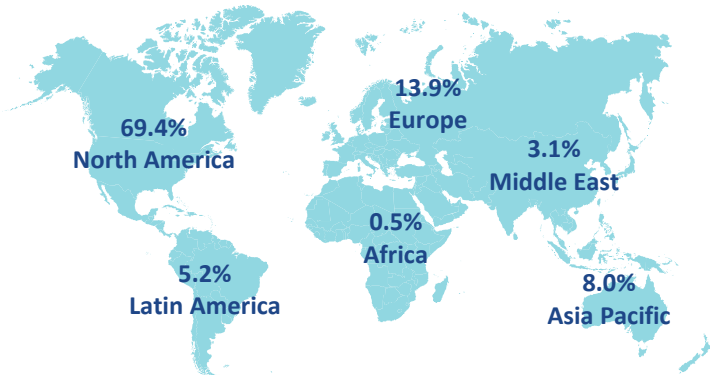 13.9%
Europe
69.4%
North America
3.1%
Middle East
0.5%
Africa
5.2%
Latin America
8.0%
Asia Pacific